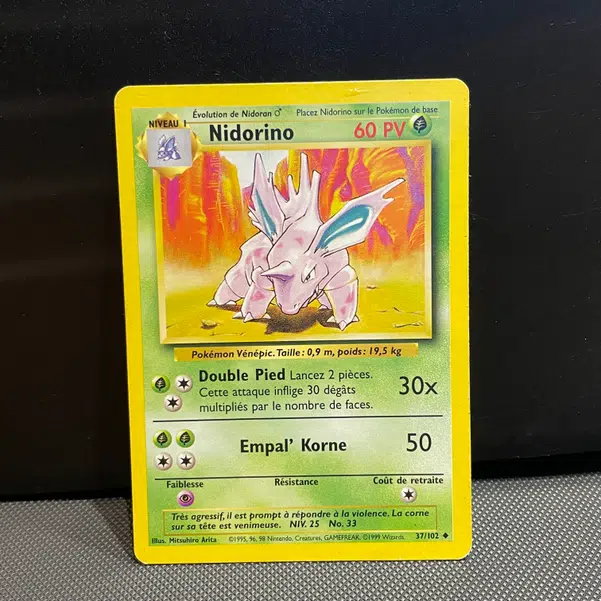 Évolution de Nidoran ♂ Placez Nidorino sur le Pokémon de base
NIVEAU 1
Nidorino 60 PV
Pokémon Vénépic. Taille : 0,9 m, poids : 19,5 kg
Double Pied Lancez 2 pièces.
Cette attaque inflige 30 dégâts
multipliés par le nombre de faces.
30x
Empal' Korne 50
Faiblesse Résistance Coût de retraite
Très agressif, il est prompt à répondre à la violence. La corne
sur sa tête est venimeuse. NIV. 25 No. 33
Illus. Mitsuhiro Arita ©1995, 96, 98 Nintendo, Creatures, GAMEFREAK. ©1999 Wizards. 37/102